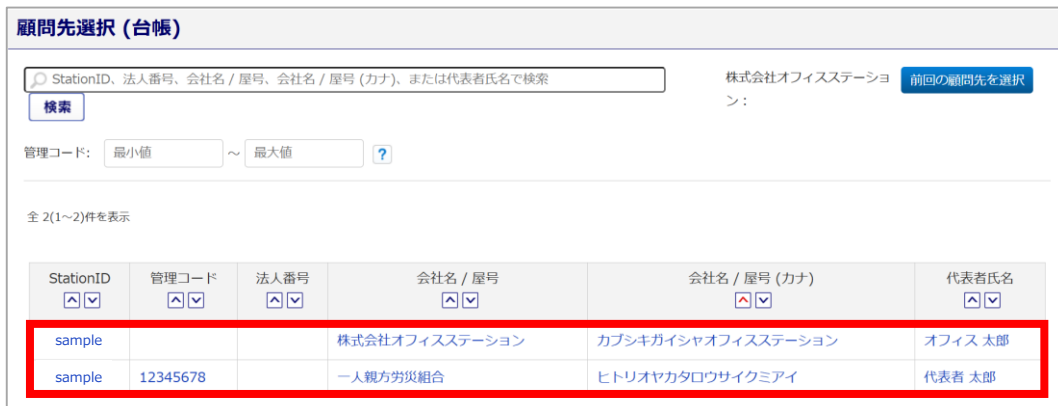 顧問先選択 (台帳)
StationID、法人番号、会社名 / 屋号、会社名 / 屋号 (カナ)、または代表者氏名で検索
検索
株式会社オフィスステーショ
ン：
前回の顧問先を選択
管理コード: 最小値 ～ 最大値 ?
全 2(1～2)件を表示
StationID 管理コード 法人番号 会社名 / 屋号 会社名 / 屋号 (カナ) 代表者氏名
sample 株式会社オフィスステーション カブシキガイシャオフィスステーション オフィス 太郎
sample 12345678 一人親方労災組合 ヒトリオヤカタロウサイクミアイ 代表者 太郎